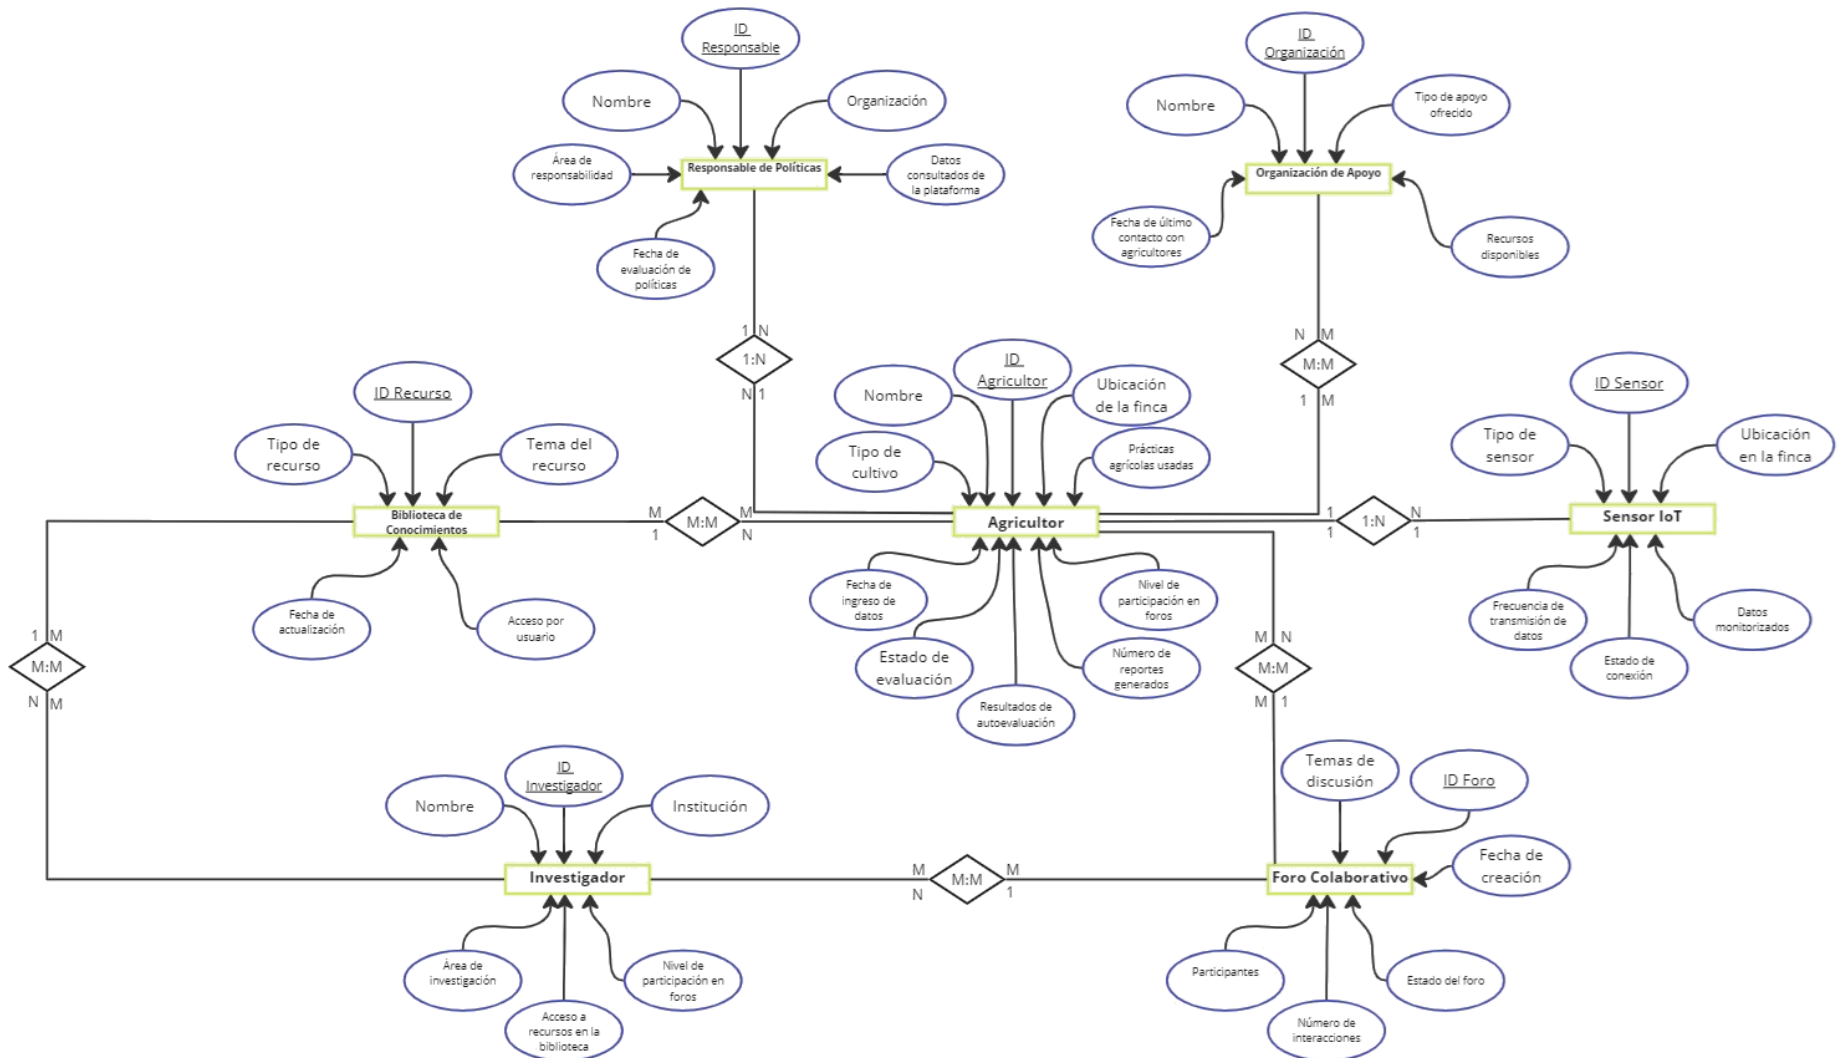 ID
Responsable
Nombre
Organización
Área de
responsabilidad
Responsable de Políticas
Datos
consultados de
la plataforma
Fecha de
evaluación de
políticas
ID
Organización
Nombre
Tipo de apoyo
ofrecido
Organización de Apoyo
Fecha de último
contacto con
agricultores
Recursos
disponibles
1 N
1:N
N 1
N M
M:M
1 M
ID Recurso
Tipo de
recurso
Tema del
recurso
Biblioteca de
Conocimientos
Fecha de
actualización
Acceso por
usuario
M M
M:M
1 N
ID
Agricultor
Nombre
Ubicación
de la finca
Tipo de
cultivo
Prácticas
agrícolas usadas
Agricultor
Fecha de
ingreso de
datos
Nivel de
participación en
foros
Estado de
evaluación
Número de
reportes
generados
Resultados de
autoevaluación
1 N
1:N
1 1
ID Sensor
Tipo de
sensor
Ubicación
en la finca
Sensor IoT
Frecuencia de
transmisión de
datos
Datos
monitorizados
Estado de
conexión
1 M
M:M
N M
M N
M:M
M 1
ID
Investigador
Nombre
Institución
Investigador
Área de
investigación
Nivel de
participación en
foros
Acceso a
recursos en la
biblioteca
M M
M:M
N 1
Temas de
discusión
ID Foro
Fecha de
creación
Foro Colaborativo
Participantes
Estado del foro
Número de
interacciones